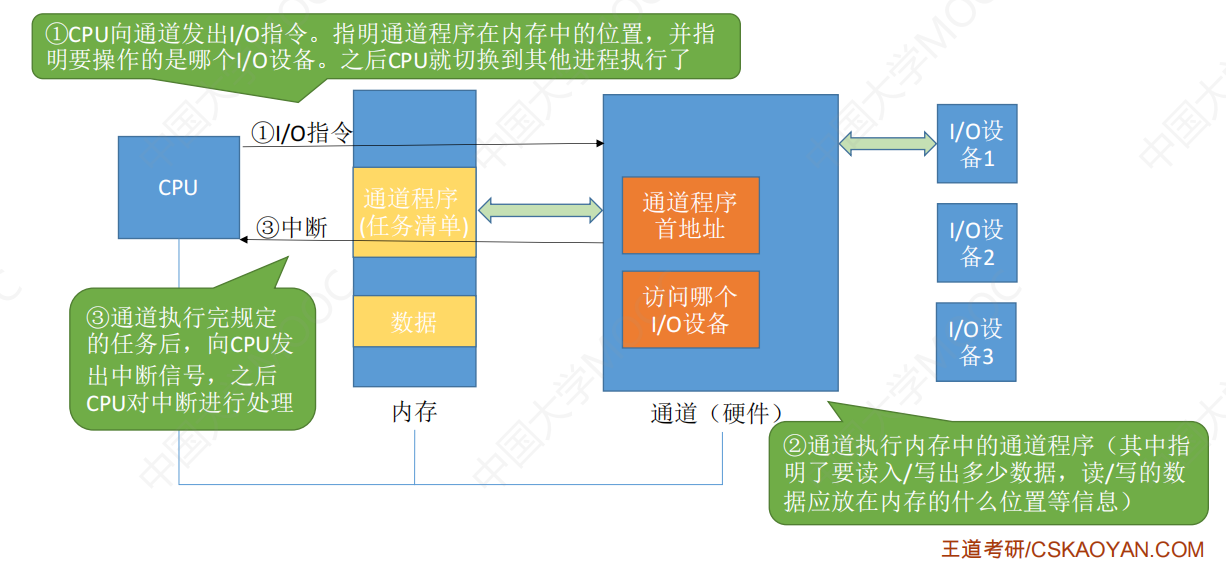 ①CPU向通道发出I/O指令。指明通道程序在内存中的位置，并指
明要操作的是哪个I/O设备。之后CPU就切换到其他进程执行了
①I/O指令
CPU
③中断
通道程序
(任务清单)
数据
内存
通道程序
首地址
访问哪个
I/O设备
通道（硬件）
I/O设
备1
I/O设
备2
I/O设
备3
③通道执行完规定
的任务后，向CPU发
出中断信号，之后
CPU对中断进行处理
②通道执行内存中的通道程序（其中指
明了要读入/写出多少数据，读/写的数
据应放在内存的什么位置等信息）
王道考研/CSKAOYAN.COM
中国大学MOOC